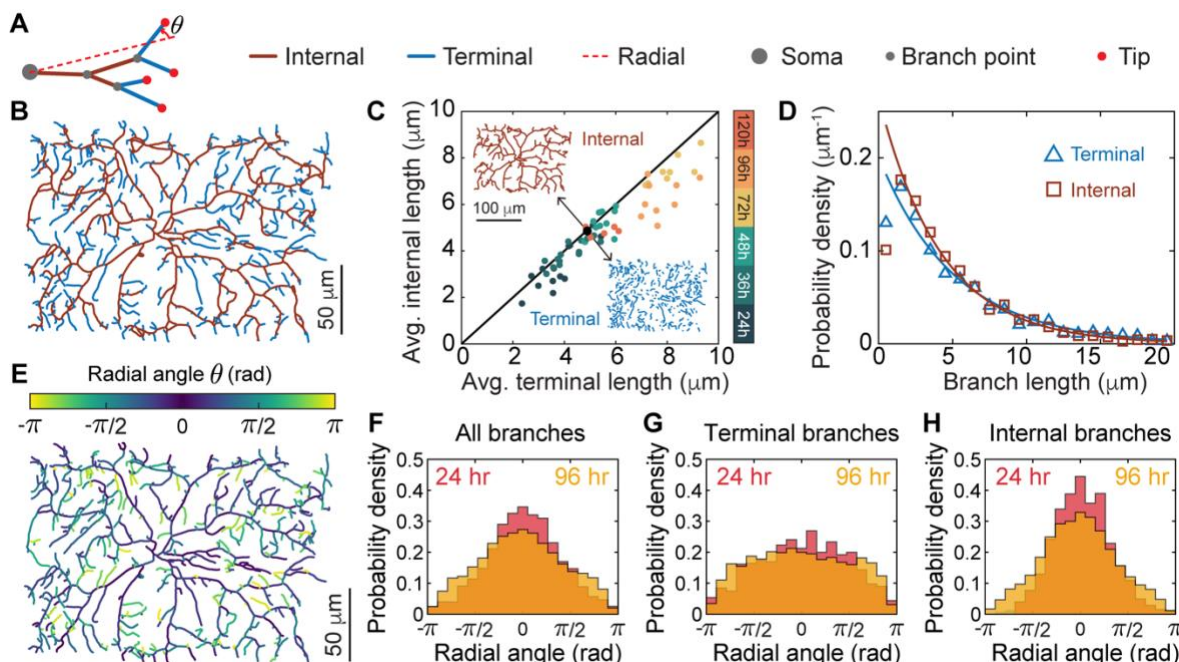 A
θ
Internal
Terminal
Radial
Soma
Branch point
Tip
B
50 μm
C
Avg. internal length (μm)
10
8
6
4
2
0
Internal
100 μm
Terminal
0 2 4 6 8 10
Avg. terminal length (μm)
120h
96h
72h
48h
36h
24h
D
Probability density (μm⁻¹)
0.2
0.1
0
Terminal
Internal
0 5 10 15 20
Branch length (μm)
E
Radial angle θ (rad)
-π -π/2 0 π/2 π
50 μm
F
All branches
Probability density
0.5
0.4
0.3
0.2
0.1
0
24 hr 96 hr
-π -π/2 0 π/2 π
Radial angle (rad)
G
Terminal branches
Probability density
0.5
0.4
0.3
0.2
0.1
0
24 hr 96 hr
-π -π/2 0 π/2 π
Radial angle (rad)
H
Internal branches
Probability density
0.5
0.4
0.3
0.2
0.1
0
24 hr 96 hr
-π -π/2 0 π/2 π
Radial angle (rad)